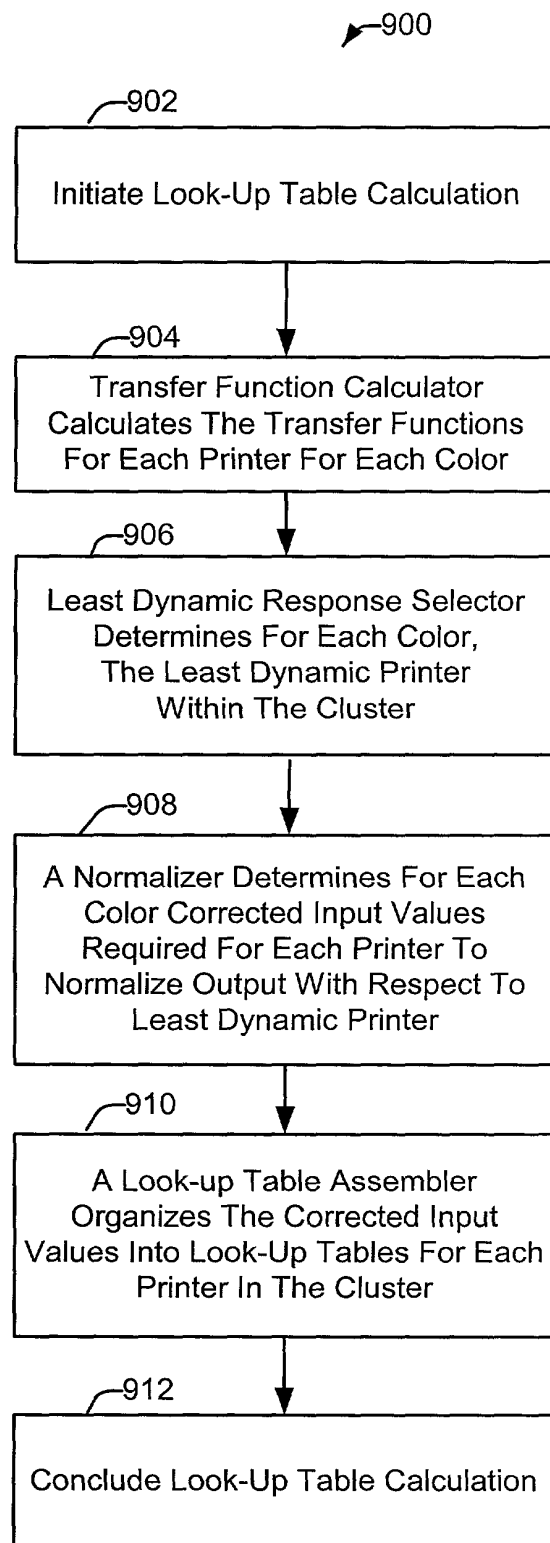 900
902
Initiate Look-Up Table Calculation
904
Transfer Function Calculator
Calculates The Transfer Functions
For Each Printer For Each Color
906
Least Dynamic Response Selector
Determines For Each Color,
The Least Dynamic Printer
Within The Cluster
908
A Normalizer Determines For Each
Color Corrected Input Values
Required For Each Printer To
Normalize Output With Respect To
Least Dynamic Printer
910
A Look-up Table Assembler
Organizes The Corrected Input
Values Into Look-Up Tables For Each
Printer In The Cluster
912
Conclude Look-Up Table Calculation